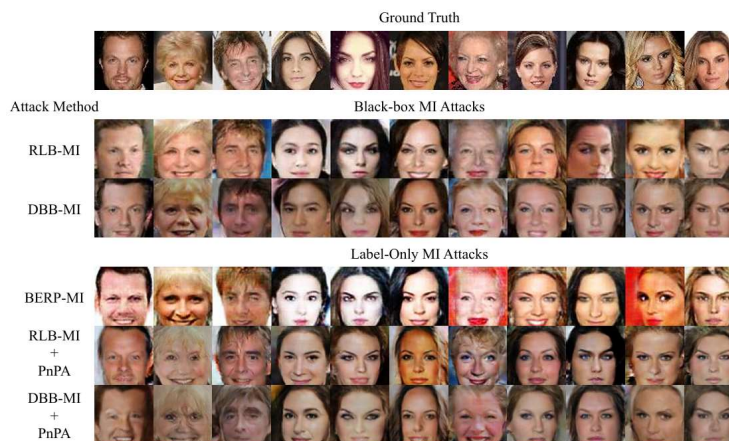 Ground Truth
Attack Method
Black-box MI Attacks
RLB-MI
DBB-MI
Label-Only MI Attacks
BERP-MI
RLB-MI
+
PnPA
DBB-MI
+
PnPA